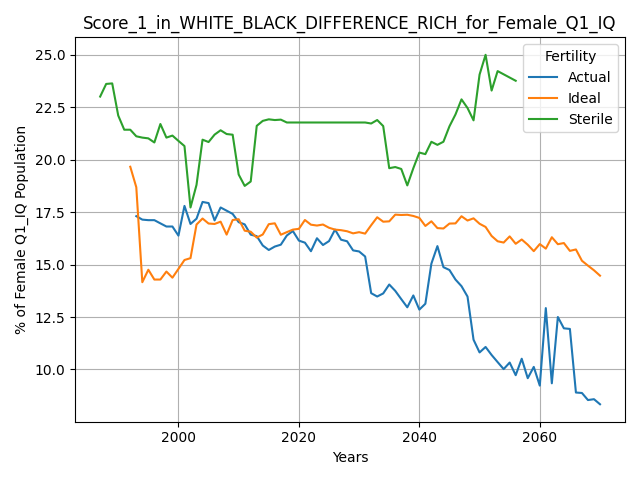 Score_1_in_WHITE_BLACK_DIFFERENCE_RICH_for_Female_Q1_IQ
25.0
22.5
20.0
17.5
15.0
12.5
10.0
% of Female Q1_IQ Population
Fertility
Actual
Ideal
Sterile
2000
2020
2040
2060
Years